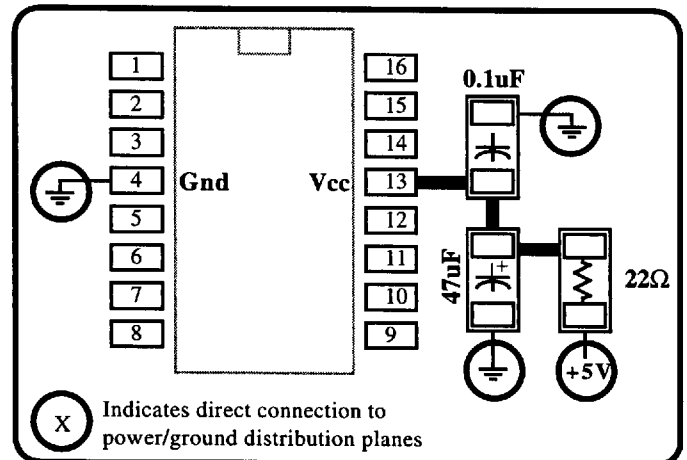 0.1uF
1
16
2
15
3
14
4 Gnd
Vcc 13
5
12
6
11
7
10
8
9
47uF
+
22Ω
+5V
X
Indicates direct connection to
power/ground distribution planes